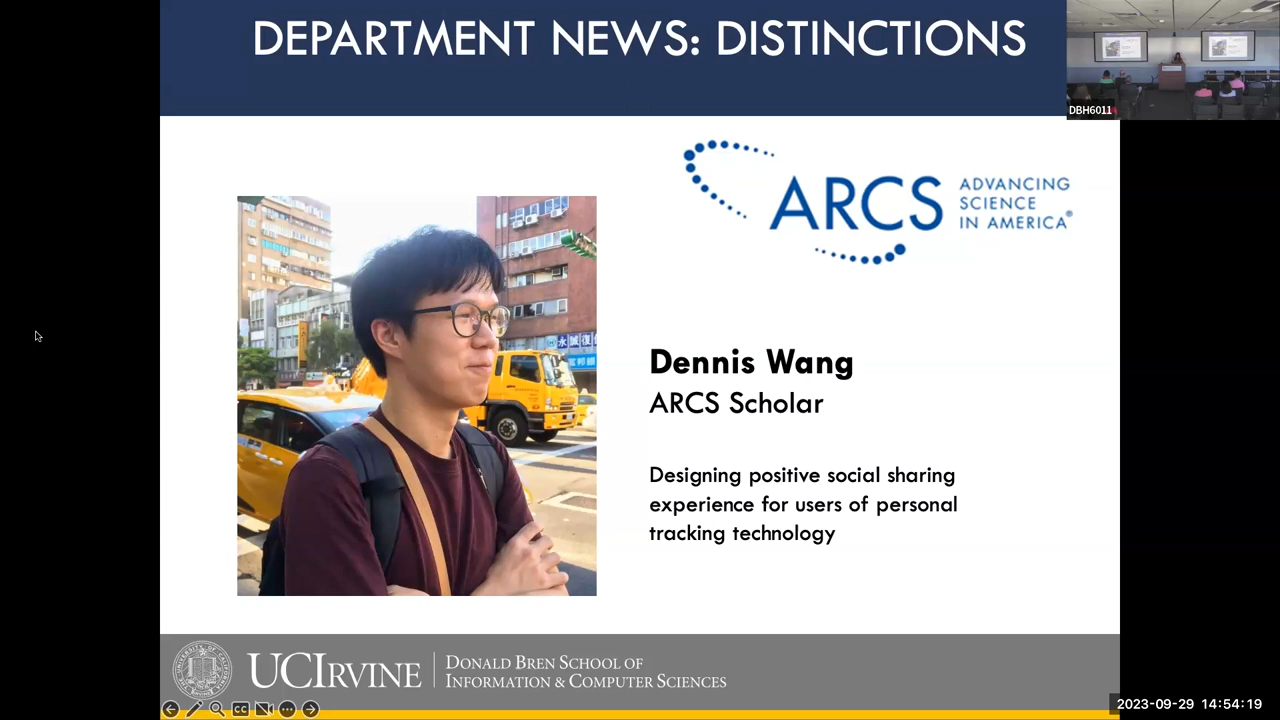 DEPARTMENT NEWS: DISTINCTIONS
DBH6011
ARCS
ADVANCING
SCIENCE
IN AMERICA®
Dennis Wang
ARCS Scholar
Designing positive social sharing
experience for users of personal
tracking technology
UCIRVINE
DONALD BREN SCHOOL OF
INFORMATION & COMPUTER SCIENCES
CC
2023-09-29 14:54:19